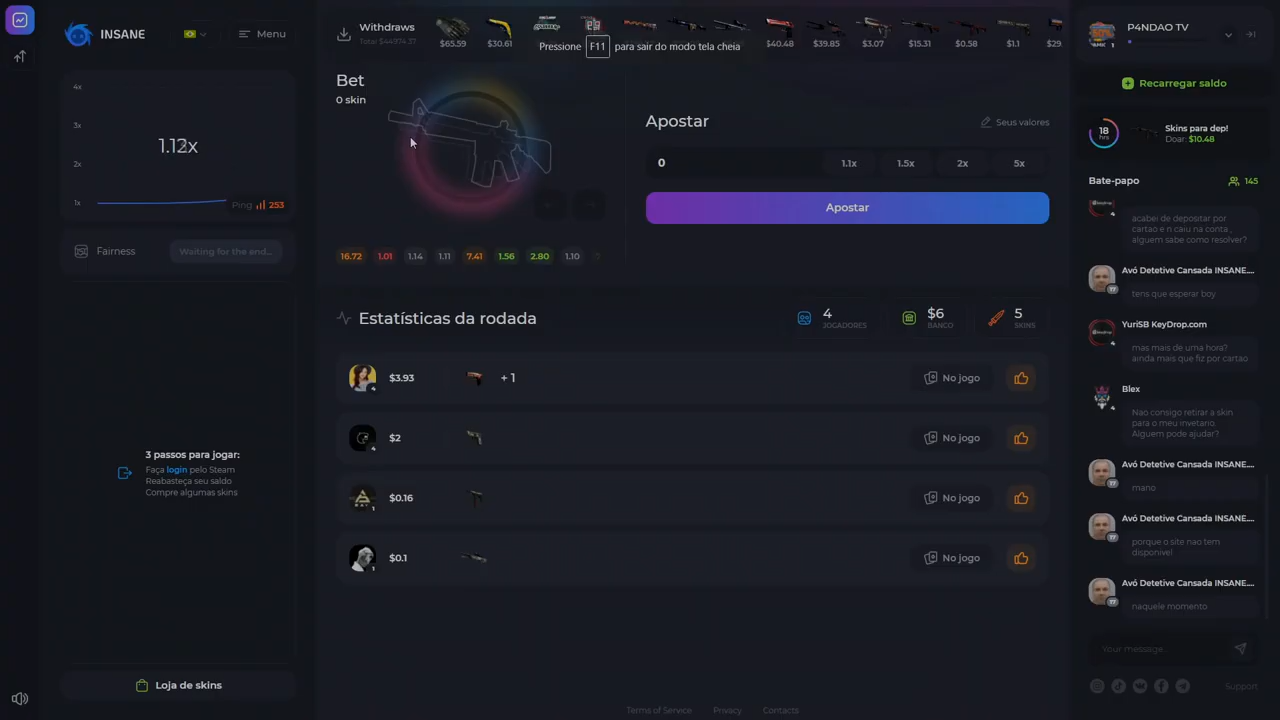 INSANE
Menu
Withdraws
Total $44974.37
$65.59
$30.61
$40.48
$39.85
$3.07
$15.31
$0.58
$1.1
$29
Pressione F11 para sair do modo tela cheia
P4NDAO TV
Recarregar saldo
4x
3x
2x
1x
1.12x
Ping 253
Fairness
Waiting for the end...
Bet
0 skin
16.72 1.01 1.14 1.11 7.41 1.56 2.80 1.10
Apostar
Seus valores
0
1.1x
1.5x
2x
5x
Apostar
18
hrs
Skins para dep!
Doar: $10.48
Bate-papo
145
acabei de depositar por
cartao e n caiu na conta ,
alguem sabe como resolver?
Avó Detetive Cansada INSANE....
tens que esperar boy
YuriSB KeyDrop.com
mas mais de uma hora?
ainda mais que fiz por cartao
Blex
Nao consigo retirar a skin
para o meu invetario.
Alguem pode ajudar?
Avó Detetive Cansada INSANE....
mano
Avó Detetive Cansada INSANE....
porque o site nao tem
disponivel
Avó Detetive Cansada INSANE....
naquele momento
Your message...
Support
Estatísticas da rodada
4
JOGADORES
$6
BANCO
5
SKINS
$3.93
+ 1
No jogo
$2
No jogo
$0.16
No jogo
$0.1
No jogo
3 passos para jogar:
Faça login pelo Steam
Reabasteça seu saldo
Compre algumas skins
Loja de skins
Terms of Service
Privacy
Contacts